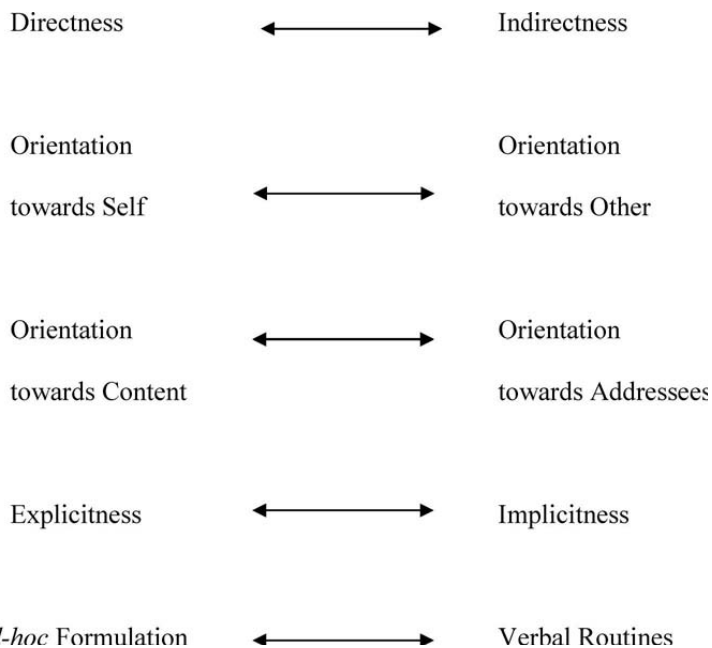 Directness Indirectness
Orientation Orientation
towards Self towards Other
Orientation Orientation
towards Content towards Addressees
Explicitness Implicitness
-hoc Formulation Verbal Routines